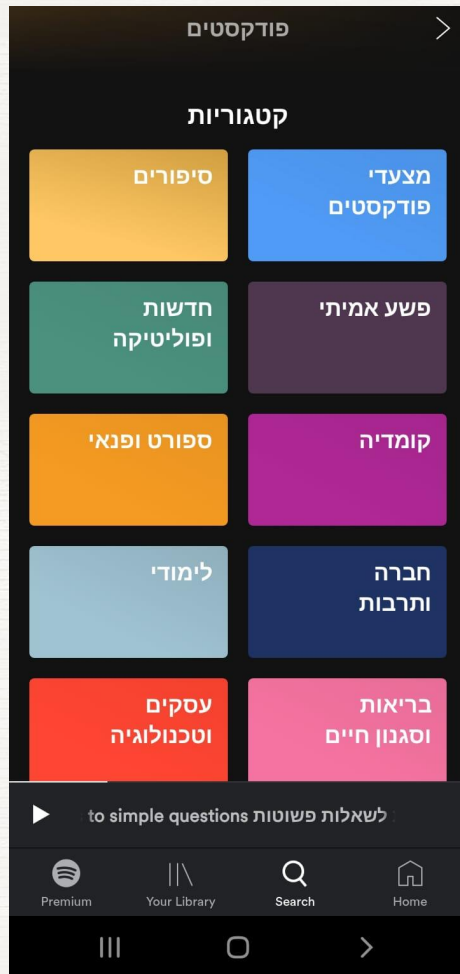 פודקסטים
קטגוריות
מצעדי
פודקסטים
סיפורים
פשע אמיתי
חדשות
ופוליטיקה
קומדיה
ספורט ופנאי
חברה
ותרבות
לימודי
בריאות
וסגנון חיים
עסקים
וטכנולוגיה
לשאלות פשוטות to simple questions
Home
Search
Your Library
Premium